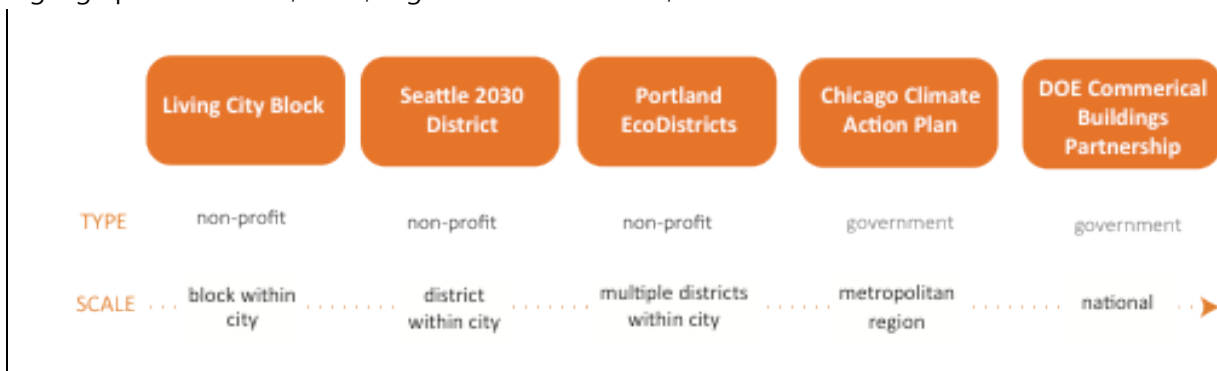 Living City Block
Seattle 2030
District
Portland
EcoDistricts
Chicago Climate
Action Plan
DOE Commerical
Buildings
Partnership
TYPE
non-profit
non-profit
non-profit
government
government
SCALE
block within
city
district
within city
multiple districts
within city
metropolitan
region
national